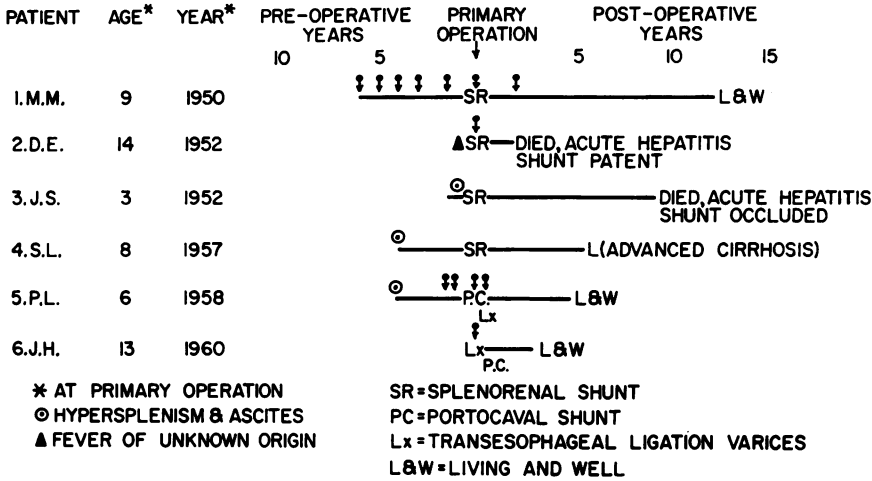 PATIENT AGE* YEAR* PRE-OPERATIVE YEARS PRIMARY OPERATION POST-OPERATIVE YEARS
10 5 5 10 15
1.M.M. 9 1950 SR L&W
2.D.E. 14 1952 SR DIED, ACUTE HEPATITIS
SHUNT PATENT
3.J.S. 3 1952 SR DIED, ACUTE HEPATITIS
SHUNT OCCLUDED
4.S.L. 8 1957 SR L(ADVANCED CIRRHOSIS)
5.P.L. 6 1958 P.C. L&W
Lx
6.J.H. 13 1960 Lx L&W
P.C.
* AT PRIMARY OPERATION
⊙ HYPERSPLENISM & ASCITES
▲ FEVER OF UNKNOWN ORIGIN
SR=SPLENORENAL SHUNT
PC=PORTOCAVAL SHUNT
Lx=TRANSESOPHAGEAL LIGATION VARICES
L&W=LIVING AND WELL